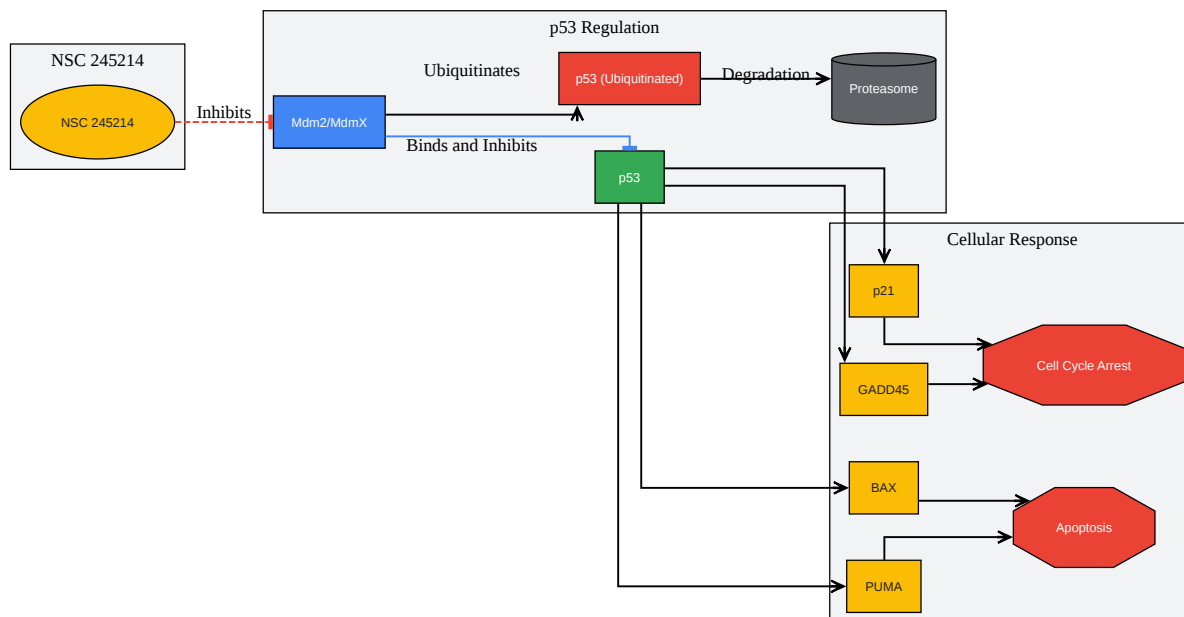 p53 Regulation
NSC 245214
Ubiquitinates
p53 (Ubiquitinated)
Degradation
Proteasome
NSC 245214
Inhibits
Mdm2/MdmX
Binds and Inhibits
p53
Cellular Response
p21
Cell Cycle Arrest
GADD45
BAX
Apoptosis
PUMA